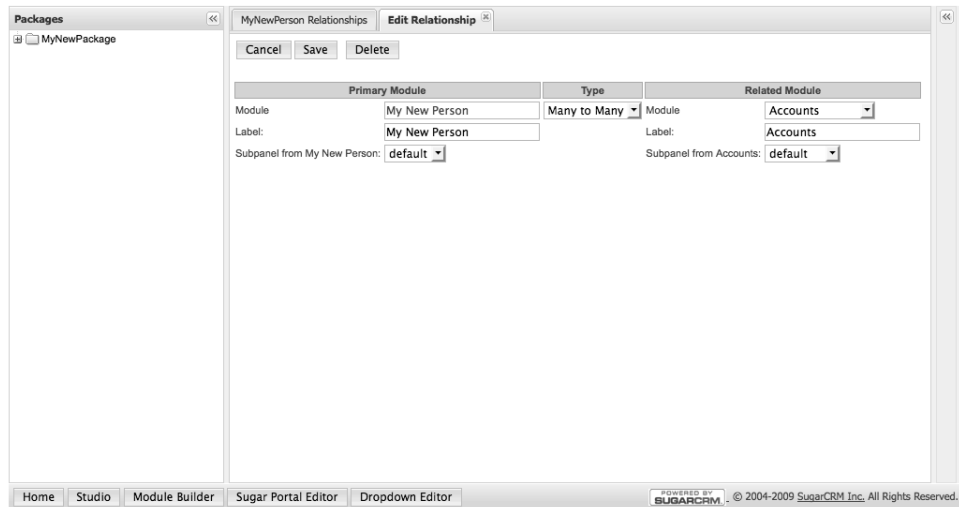 Packages
MyNewPackage
MyNewPerson Relationships
Edit Relationship
Cancel Save Delete
Primary Module Type Related Module
Module My New Person Many to Many Module Accounts
Label: My New Person Label: Accounts
Subpanel from My New Person: default Subpanel from Accounts: default
Home Studio Module Builder Sugar Portal Editor Dropdown Editor
POWERED BY SUGARCRM. © 2004-2009 SugarCRM Inc. All Rights Reserved.